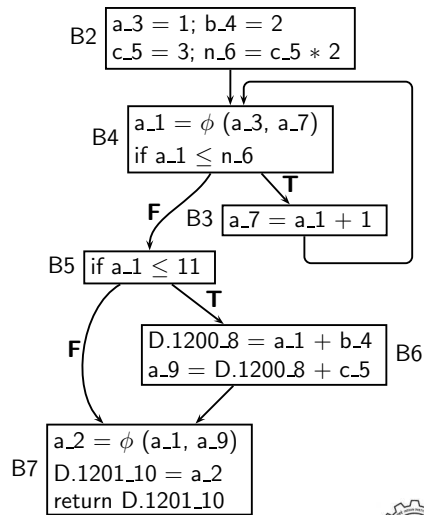 B2
a_3 = 1; b_4 = 2
c_5 = 3; n_6 = c_5 * 2
B4
a_1 = ϕ (a_3, a_7)
if a_1 ≤ n_6
F
T
B3
a_7 = a_1 + 1
B5
if a_1 ≤ 11
F
T
D.1200_8 = a_1 + b_4
a_9 = D.1200_8 + c_5
B6
B7
a_2 = ϕ (a_1, a_9)
D.1201_10 = a_2
return D.1201_10